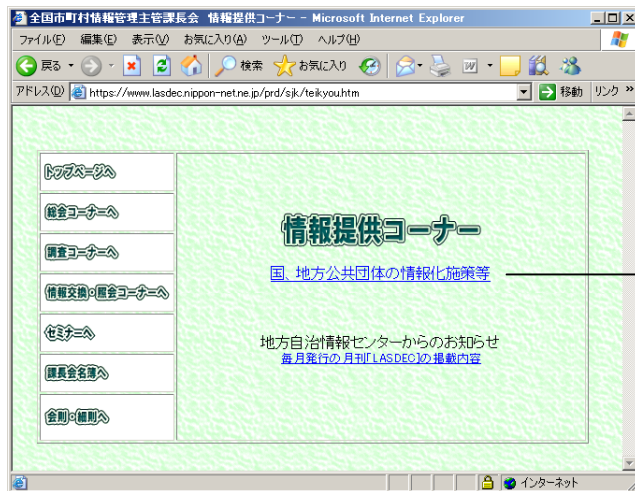 全国市町村情報管理主管課長会 情報提供コーナー - Microsoft Internet Explorer
ファイル(F) 編集(E) 表示(V) お気に入り(A) ツール(T) ヘルプ(H)
戻る 検索 お気に入り
アドレス(D) https://www.lasdec.nippon-net.ne.jp/prd/sjk/teikyou.htm 移動 リンク »
トップページへ
総会コーナーへ
調査コーナーへ
情報交換・照会コーナーへ
セミナーへ
課長会名簿へ
会則・細則へ
情報提供コーナー
国、地方公共団体の情報化施策等
地方自治情報センターからのお知らせ
毎月発行の月刊「LASDEC」の掲載内容
インターネット